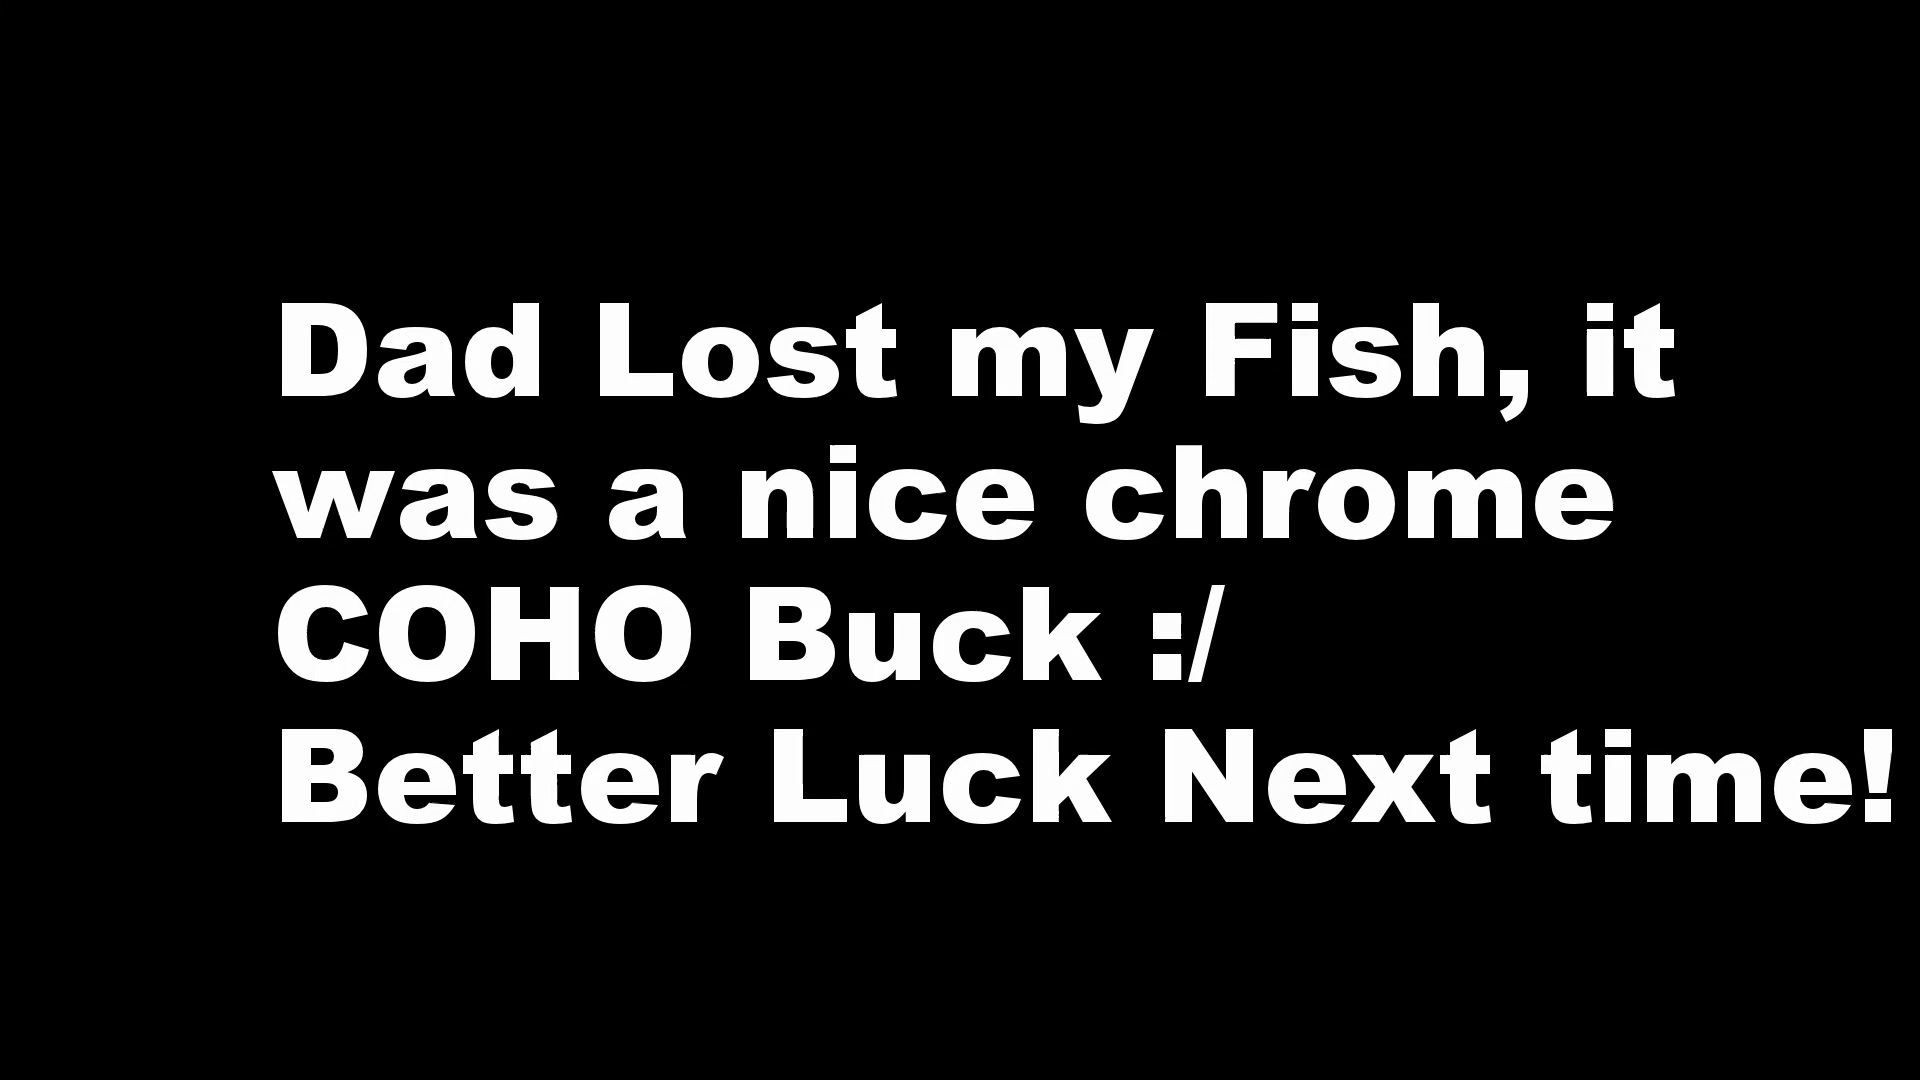 Dad Lost my Fish, it
was a nice chrome
COHO Buck :/
Better Luck Next time!